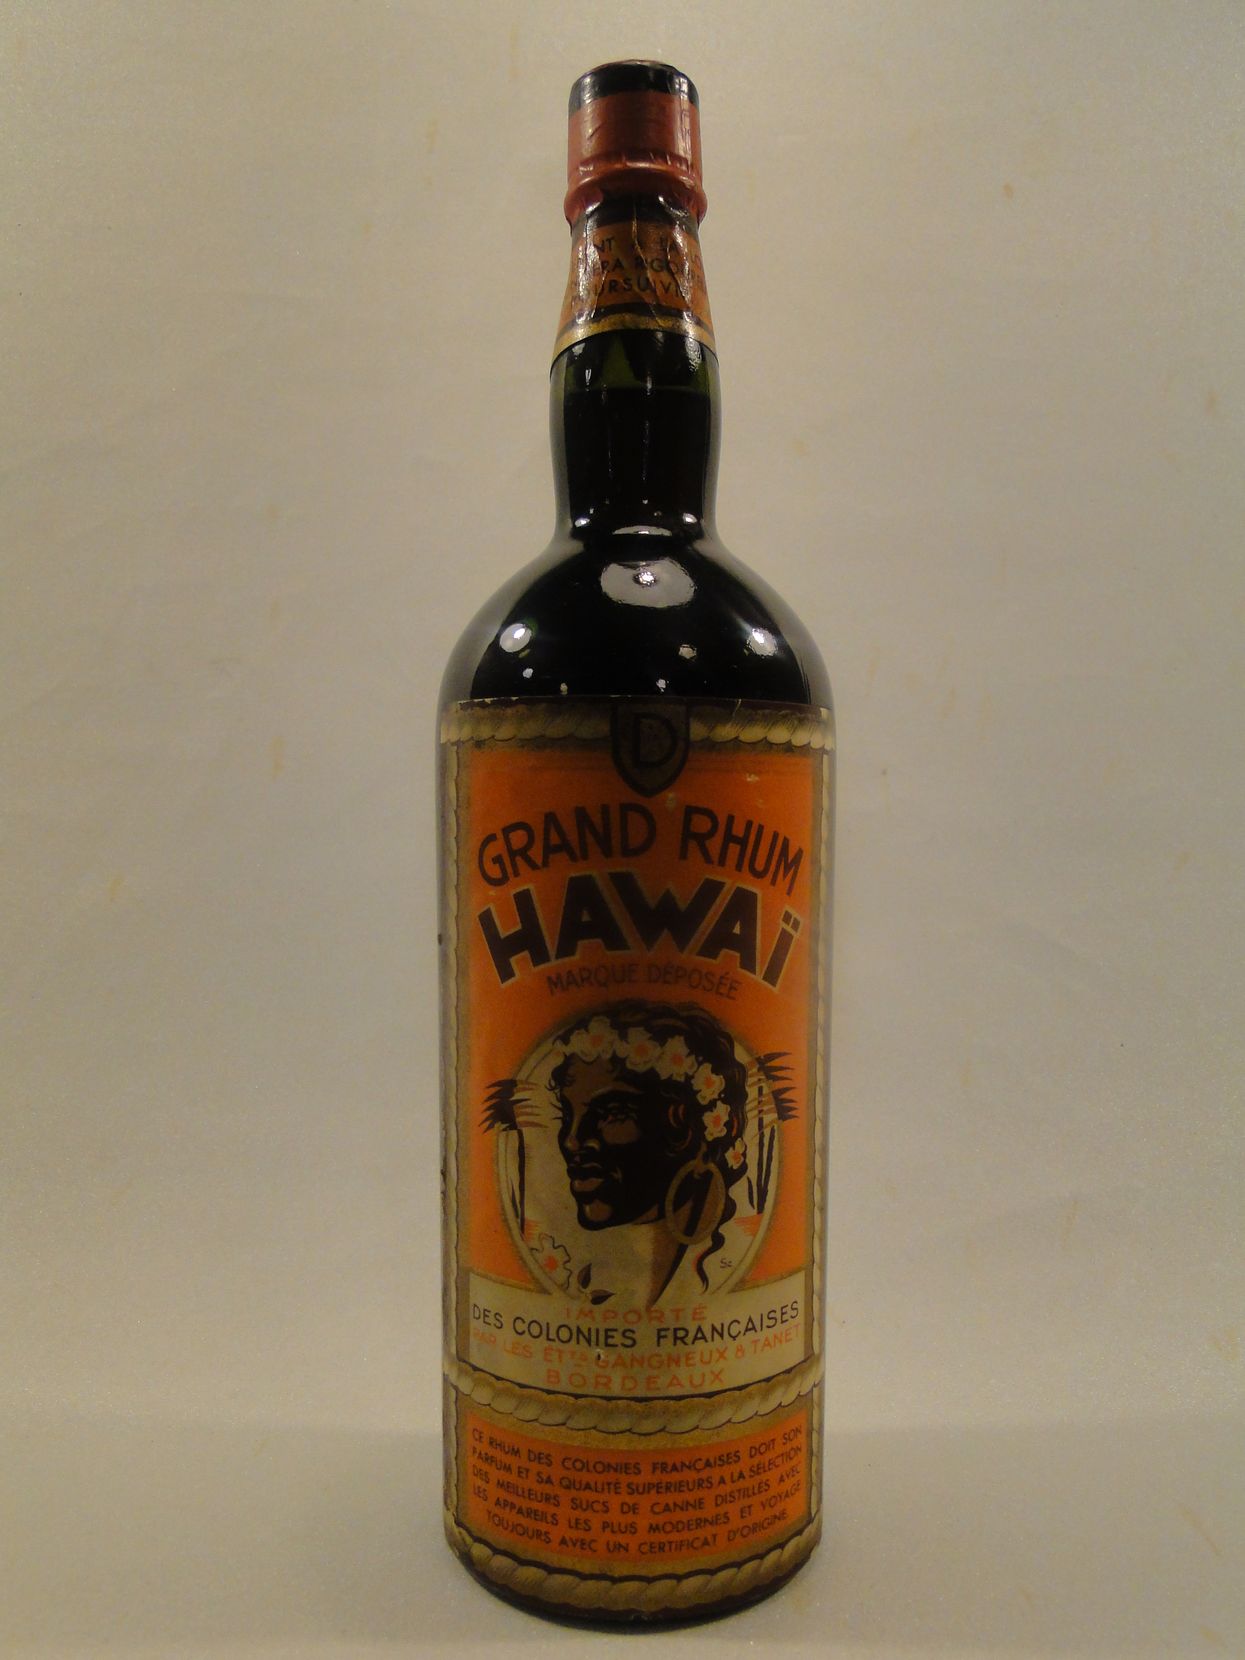 POURSUIVI
D
GRAND RHUM
HAWAÏ
MARQUE DÉPOSÉE
Sc
IMPORTÉ
DES COLONIES FRANÇAISES
PAR LES ÉTTS GANGNEUX & TANET
BORDEAUX
CE RHUM DES COLONIES FRANÇAISES DOIT SON
PARFUM ET SA QUALITÉ SUPÉRIEURS A LA SÉLECTION
DES MEILLEURS SUCS DE CANNE DISTILLÉS AVEC
LES APPAREILS LES PLUS MODERNES ET VOYAGE
TOUJOURS AVEC UN CERTIFICAT D'ORIGINE